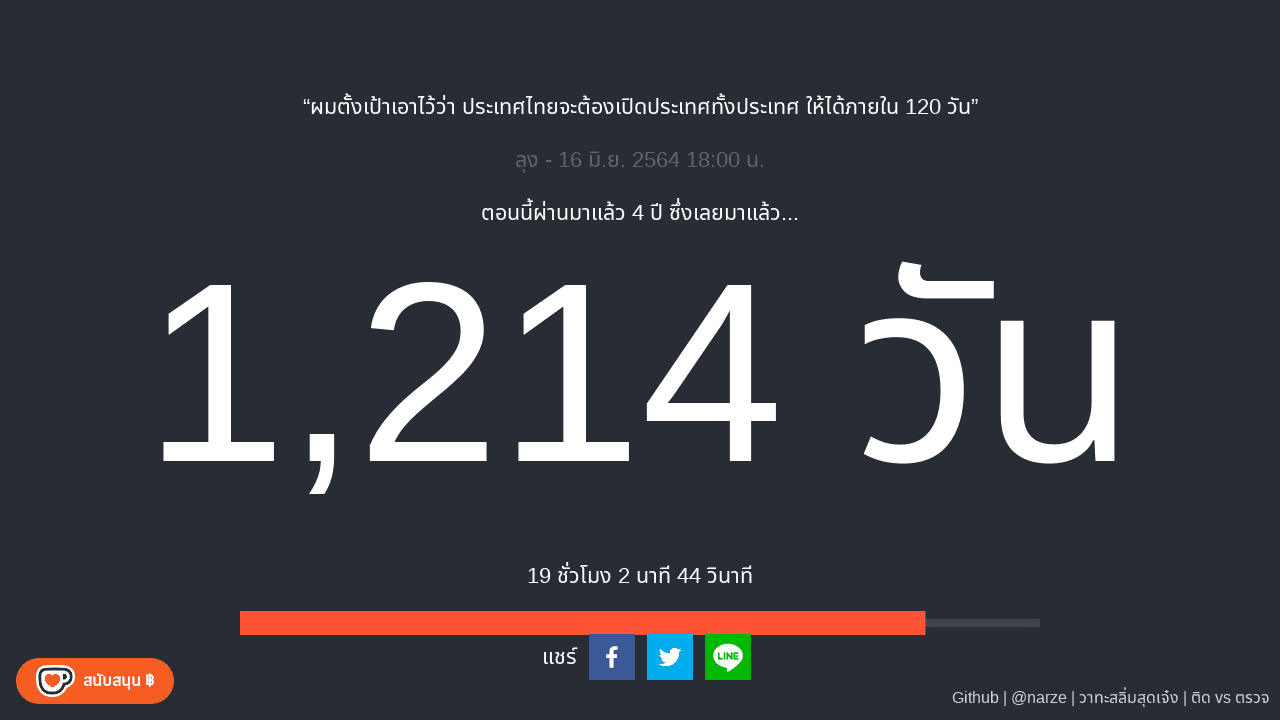 “ผมตั้งเป้าเอาไว้ว่า ประเทศไทยจะต้องเปิดประเทศทั้งประเทศ ให้ได้ภายใน 120 วัน”
ลุง - 16 มิ.ย. 2564 18:00 น.
ตอนนี้ผ่านมาแล้ว 4 ปี ซึ่งเลยมาแล้ว...
1,214 วัน
19 ชั่วโมง 2 นาที 44 วินาที
แชร์
LINE
สนับสนุน ฿
Github | @narze | วาทะสลิ่มสุดเจ๋ง | ติด vs ตรวจ